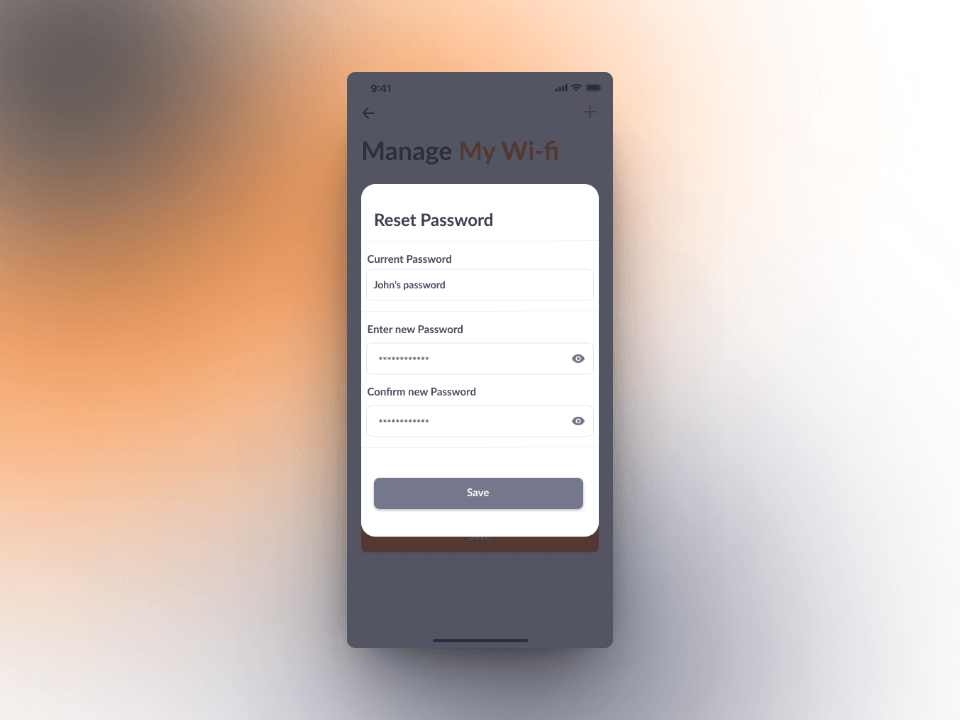 9:41
Manage My Wi-fi
Reset Password
Current Password
John's password
Enter new Password
************
Confirm new Password
************
Save